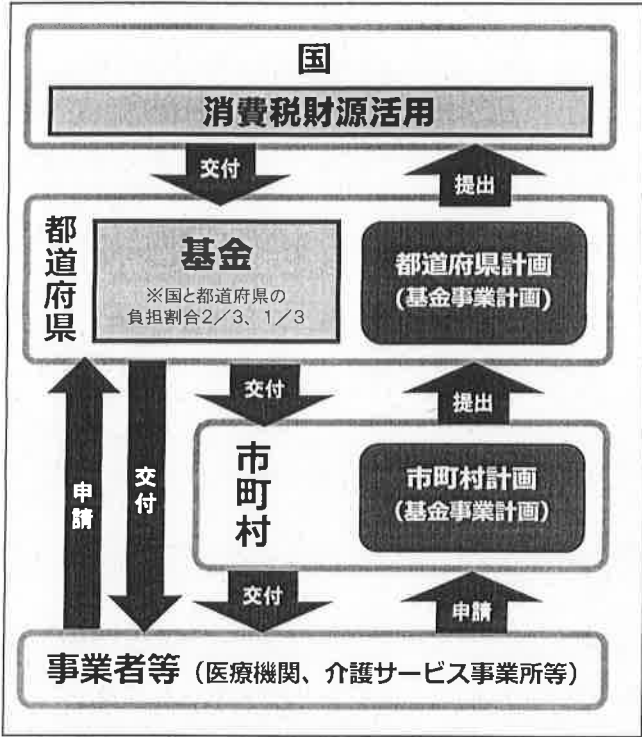 国
消費税財源活用
交付
提出
都道府県
基金
※国と都道府県の
負担割合2/3、1/3
都道府県計画
(基金事業計画)
申請
交付
交付
提出
市町村
市町村計画
(基金事業計画)
交付
申請
事業者等(医療機関、介護サービス事業所等)